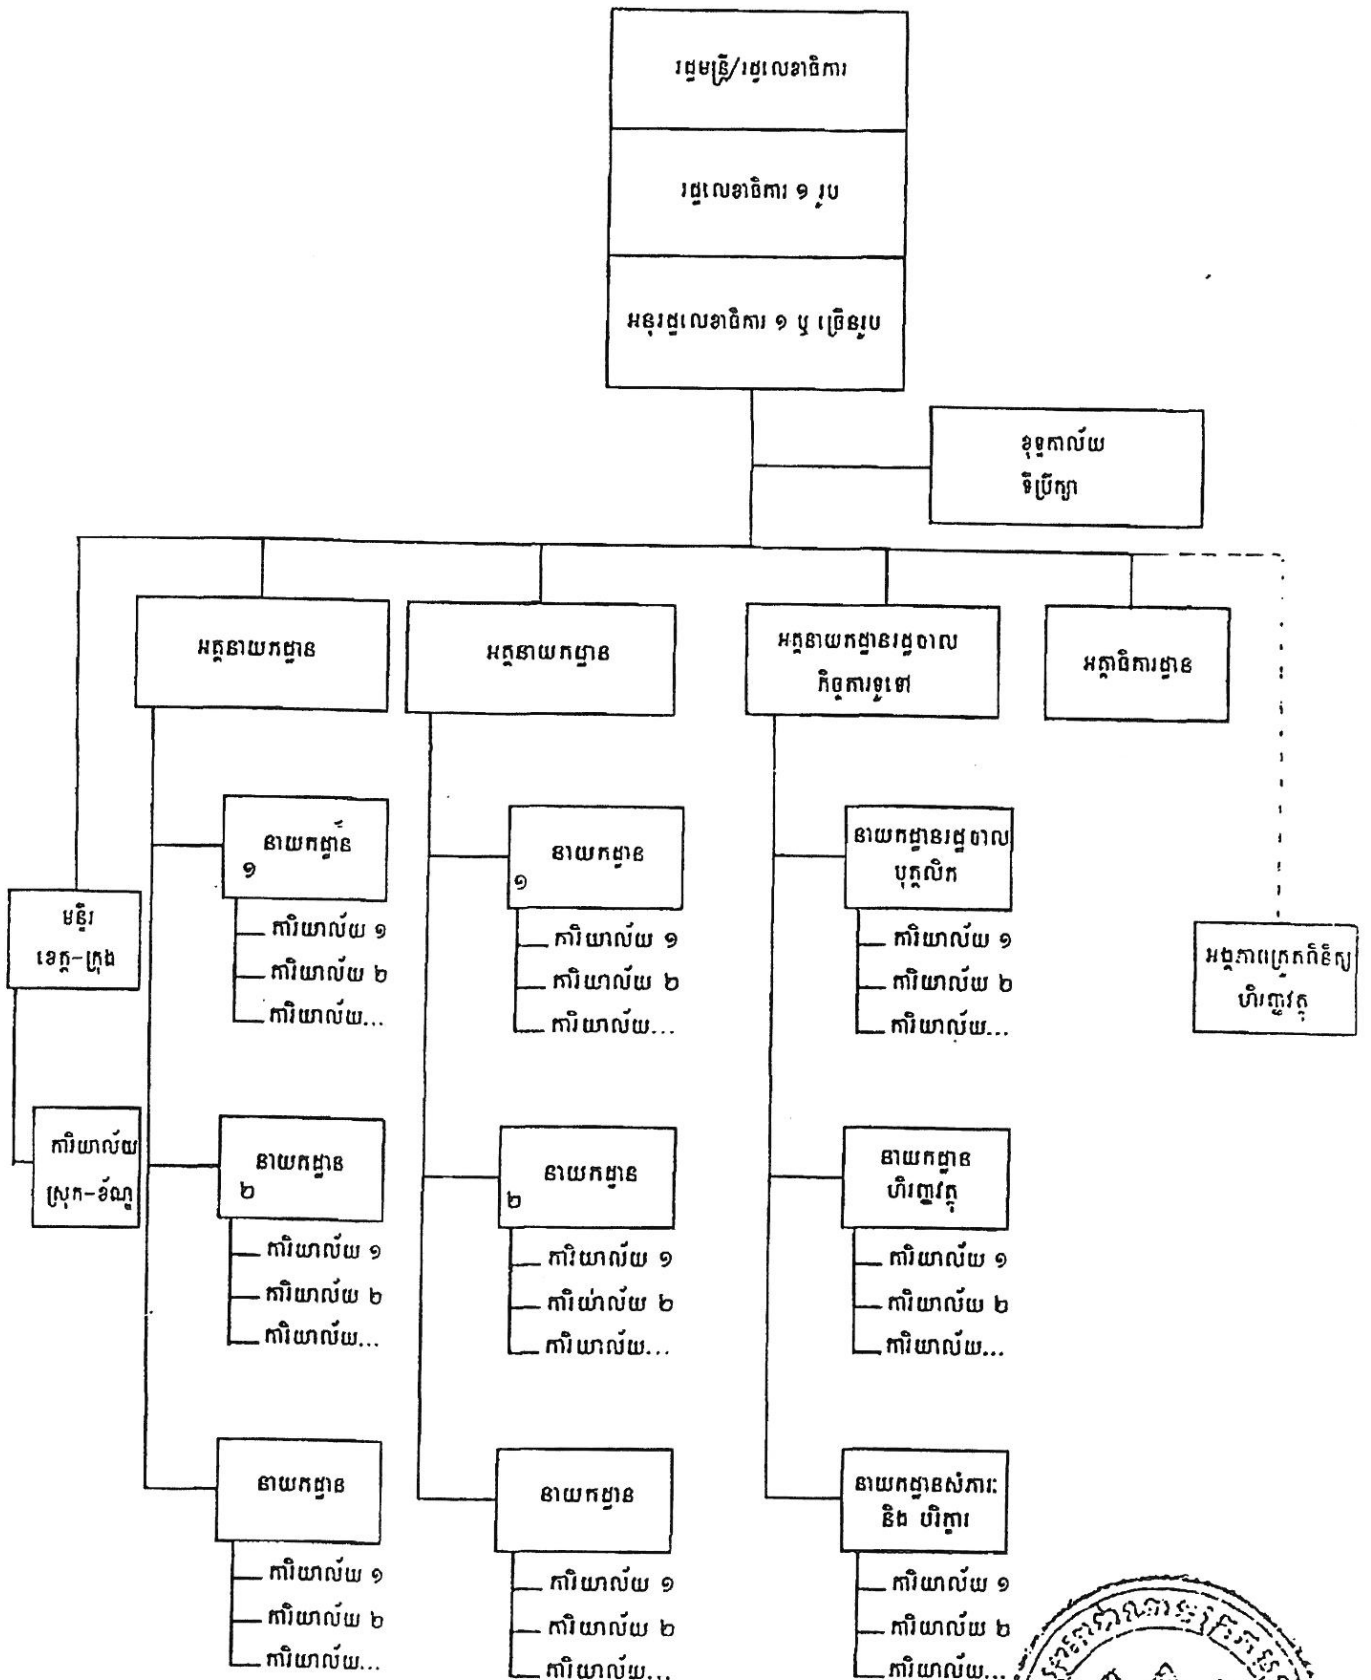 រដ្ឋមន្ត្រី/រដ្ឋលេខាធិការ
រដ្ឋលេខាធិការ ១ រូប
អនុរដ្ឋលេខាធិការ ១ ឬ ច្រើនរូប
ខុទ្ទកាល័យ
ទីប្រឹក្សា
អគ្គនាយកដ្ឋាន
អគ្គនាយកដ្ឋាន
អគ្គនាយកដ្ឋានរដ្ឋបាល
កិច្ចការទូទៅ
អគ្គាធិការដ្ឋាន
មន្ទីរ
ខេត្ត-ក្រុង
ការិយាល័យ
ស្រុក-ខ័ណ្ឌ
នាយកដ្ឋាន
១
ការិយាល័យ ១
ការិយាល័យ ២
ការិយាល័យ...
នាយកដ្ឋាន
២
ការិយាល័យ ១
ការិយាល័យ ២
ការិយាល័យ...
នាយកដ្ឋាន
ការិយាល័យ ១
ការិយាល័យ ២
ការិយាល័យ...
នាយកដ្ឋាន
១
ការិយាល័យ ១
ការិយាល័យ ២
ការិយាល័យ...
នាយកដ្ឋាន
២
ការិយាល័យ ១
ការិយាល័យ ២
ការិយាល័យ...
នាយកដ្ឋាន
ការិយាល័យ ១
ការិយាល័យ ២
ការិយាល័យ...
នាយកដ្ឋានរដ្ឋបាល
បុគ្គលិក
ការិយាល័យ ១
ការិយាល័យ ២
ការិយាល័យ...
នាយកដ្ឋាន
ហិរញ្ញវត្ថុ
ការិយាល័យ ១
ការិយាល័យ ២
ការិយាល័យ...
នាយកដ្ឋានសំភារៈ
និង បរិក្ខារ
ការិយាល័យ ១
ការិយាល័យ ២
ការិយាល័យ...
អង្គភាពត្រួតពិនិត្យ
ហិរញ្ញវត្ថុ